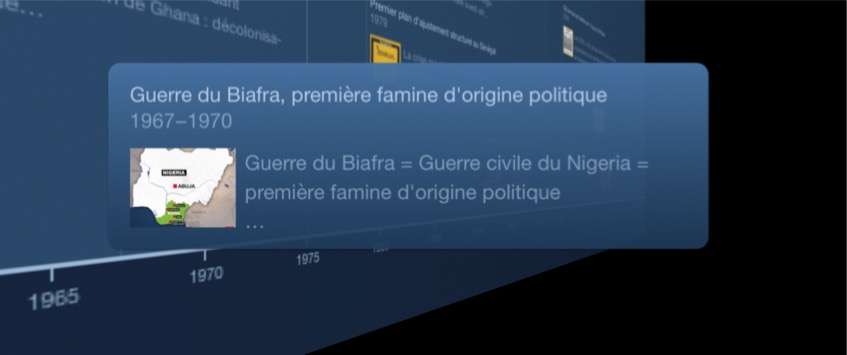 de Ghana : décolonisa-
Premier plan d'ajustement structurel du Sénégal
1979
Guerre du Biafra, première famine d'origine politique
1967–1970
NIGERIA
ABUJA
Guerre du Biafra = Guerre civile du Nigeria =
première famine d'origine politique
...
1965
1970
1975